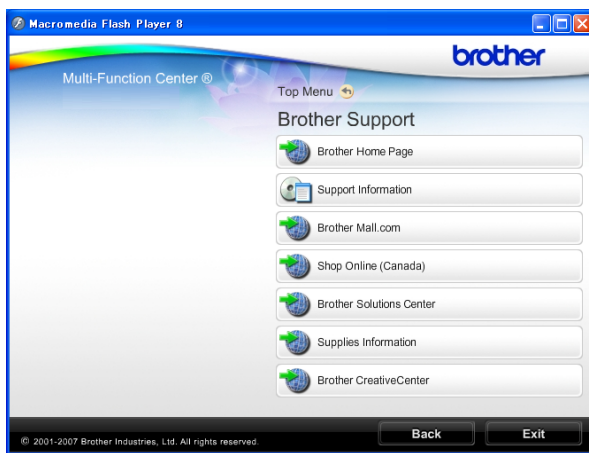 Macromedia Flash Player 8
brother
Multi-Function Center ®
Top Menu
Brother Support
Brother Home Page
Support Information
Brother Mall.com
Shop Online (Canada)
Brother Solutions Center
Supplies Information
Brother CreativeCenter
Back
Exit
© 2001-2007 Brother Industries, Ltd. All rights reserved.